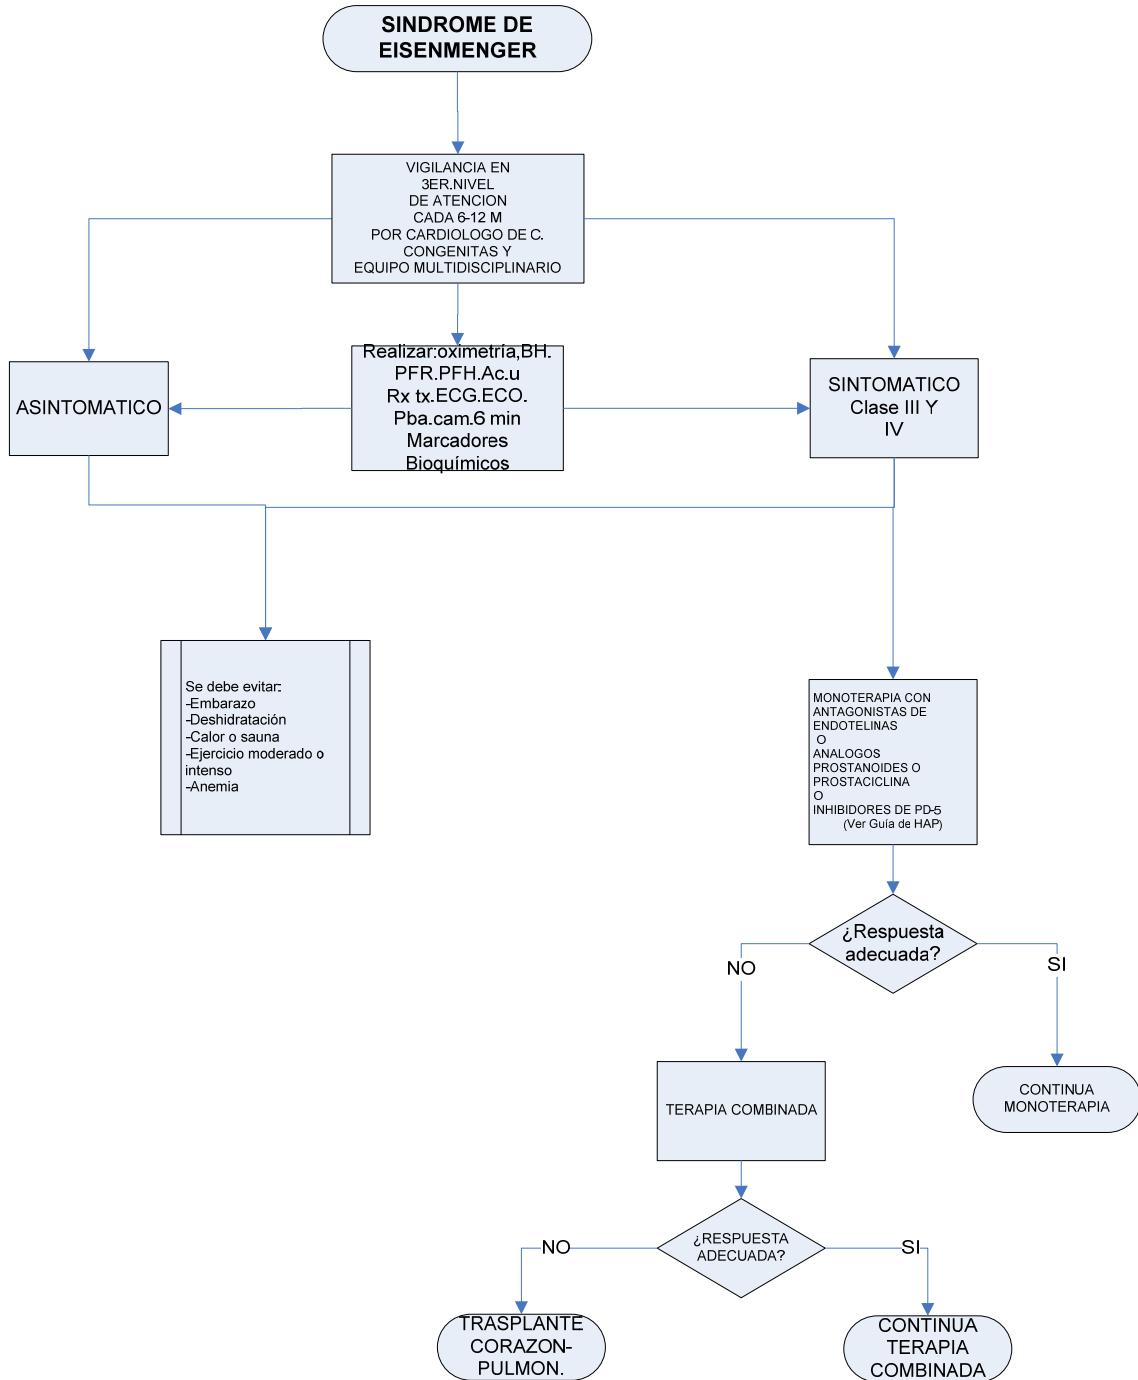 SINDROME DE
EISENMENGER
VIGILANCIA EN
3ER.NIVEL
DE ATENCION
CADA 6-12 M
POR CARDIOLOGO DE C.
CONGENITAS Y
EQUIPO MULTIDISCIPLINARIO
ASINTOMATICO
Realizar:oximetría,BH.
PFR.PFH.Ac.u
Rx tx.ECG.ECO.
Pba.cam.6 min
Marcadores
Bioquímicos
SINTOMATICO
Clase III Y
IV
Se debe evitar:
-Embarazo
-Deshidratación
-Calor o sauna
-Ejercicio moderado o
intenso
-Anemia
MONOTERAPIA CON
ANTAGONISTAS DE
ENDOTELINAS
O
ANALOGOS
PROSTANOIDES O
PROSTACICLINA
O
INHIBIDORES DE PD-5
(Ver Guía de HAP)
¿Respuesta
adecuada?
NO
SI
TERAPIA COMBINADA
CONTINUA
MONOTERAPIA
¿RESPUESTA
ADECUADA?
NO
SI
TRASPLANTE
CORAZON-
PULMON.
CONTINUA
TERAPIA
COMBINADA